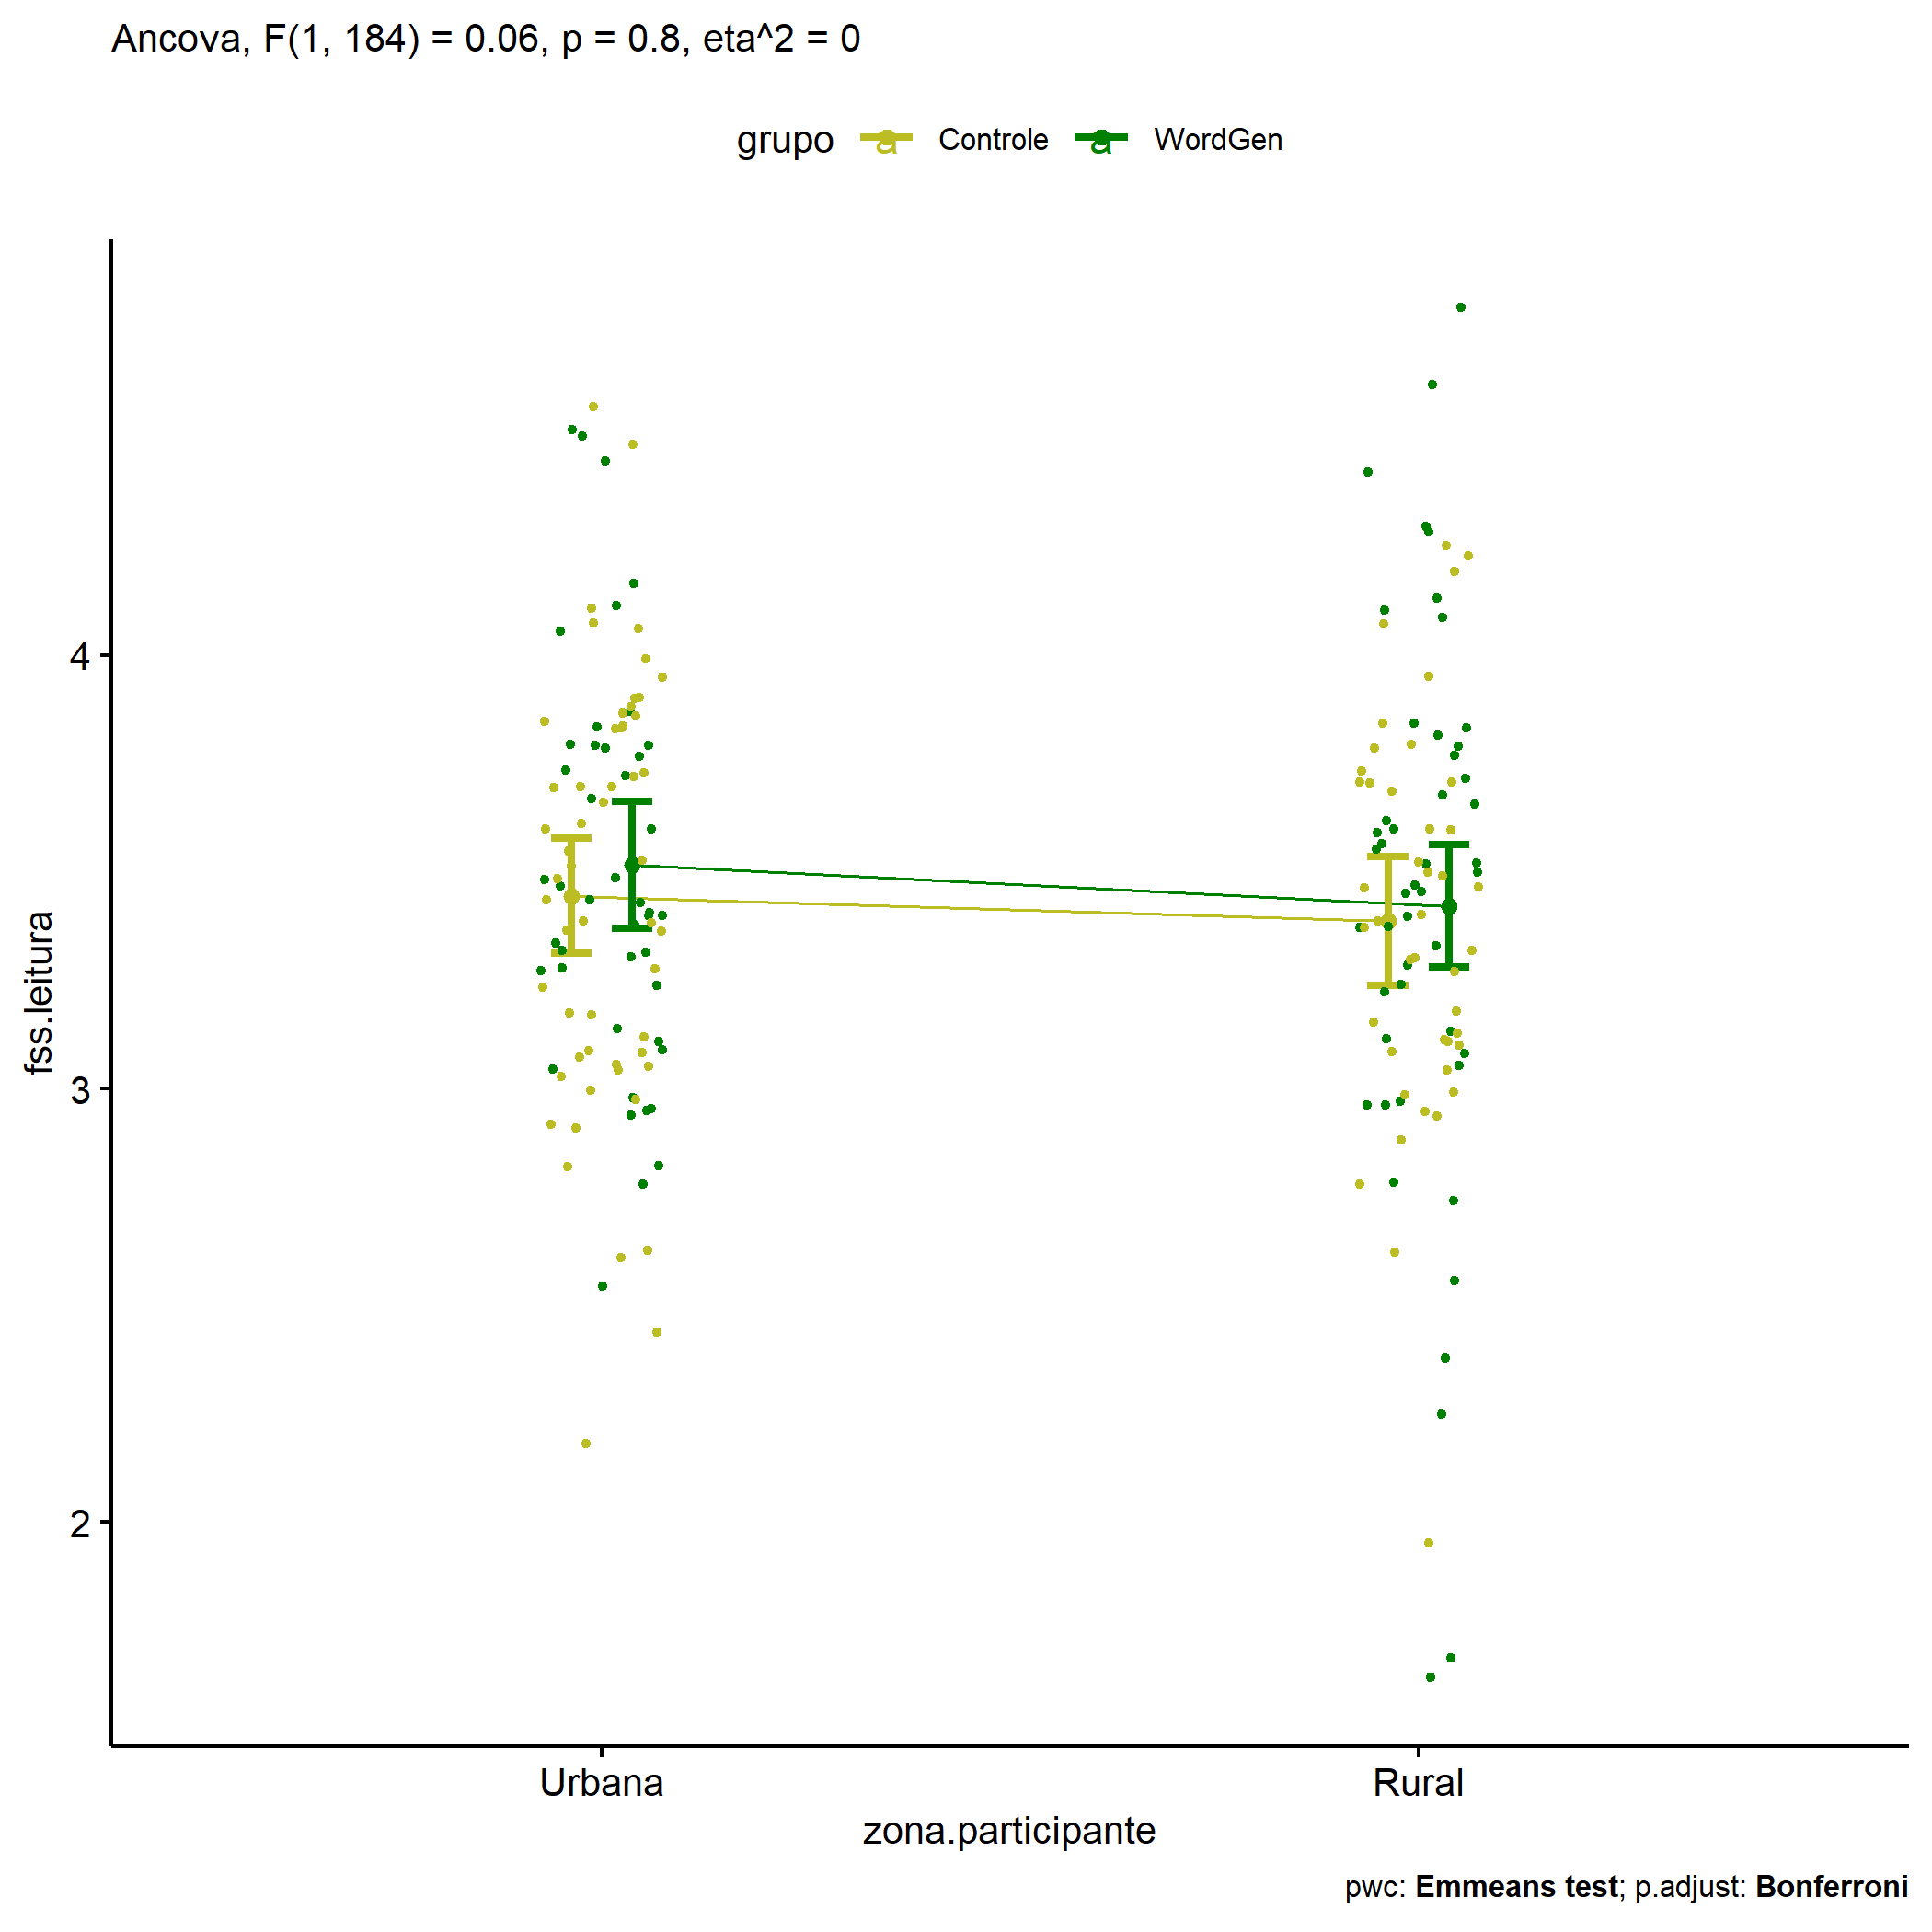 Ancova, F(1, 184) = 0.06, p = 0.8, eta^2 = 0
grupo a Controle a WordGen
fss.leitura
4
3
2
Urbana Rural
zona.participante
pwc: Emmeans test; p.adjust: Bonferroni